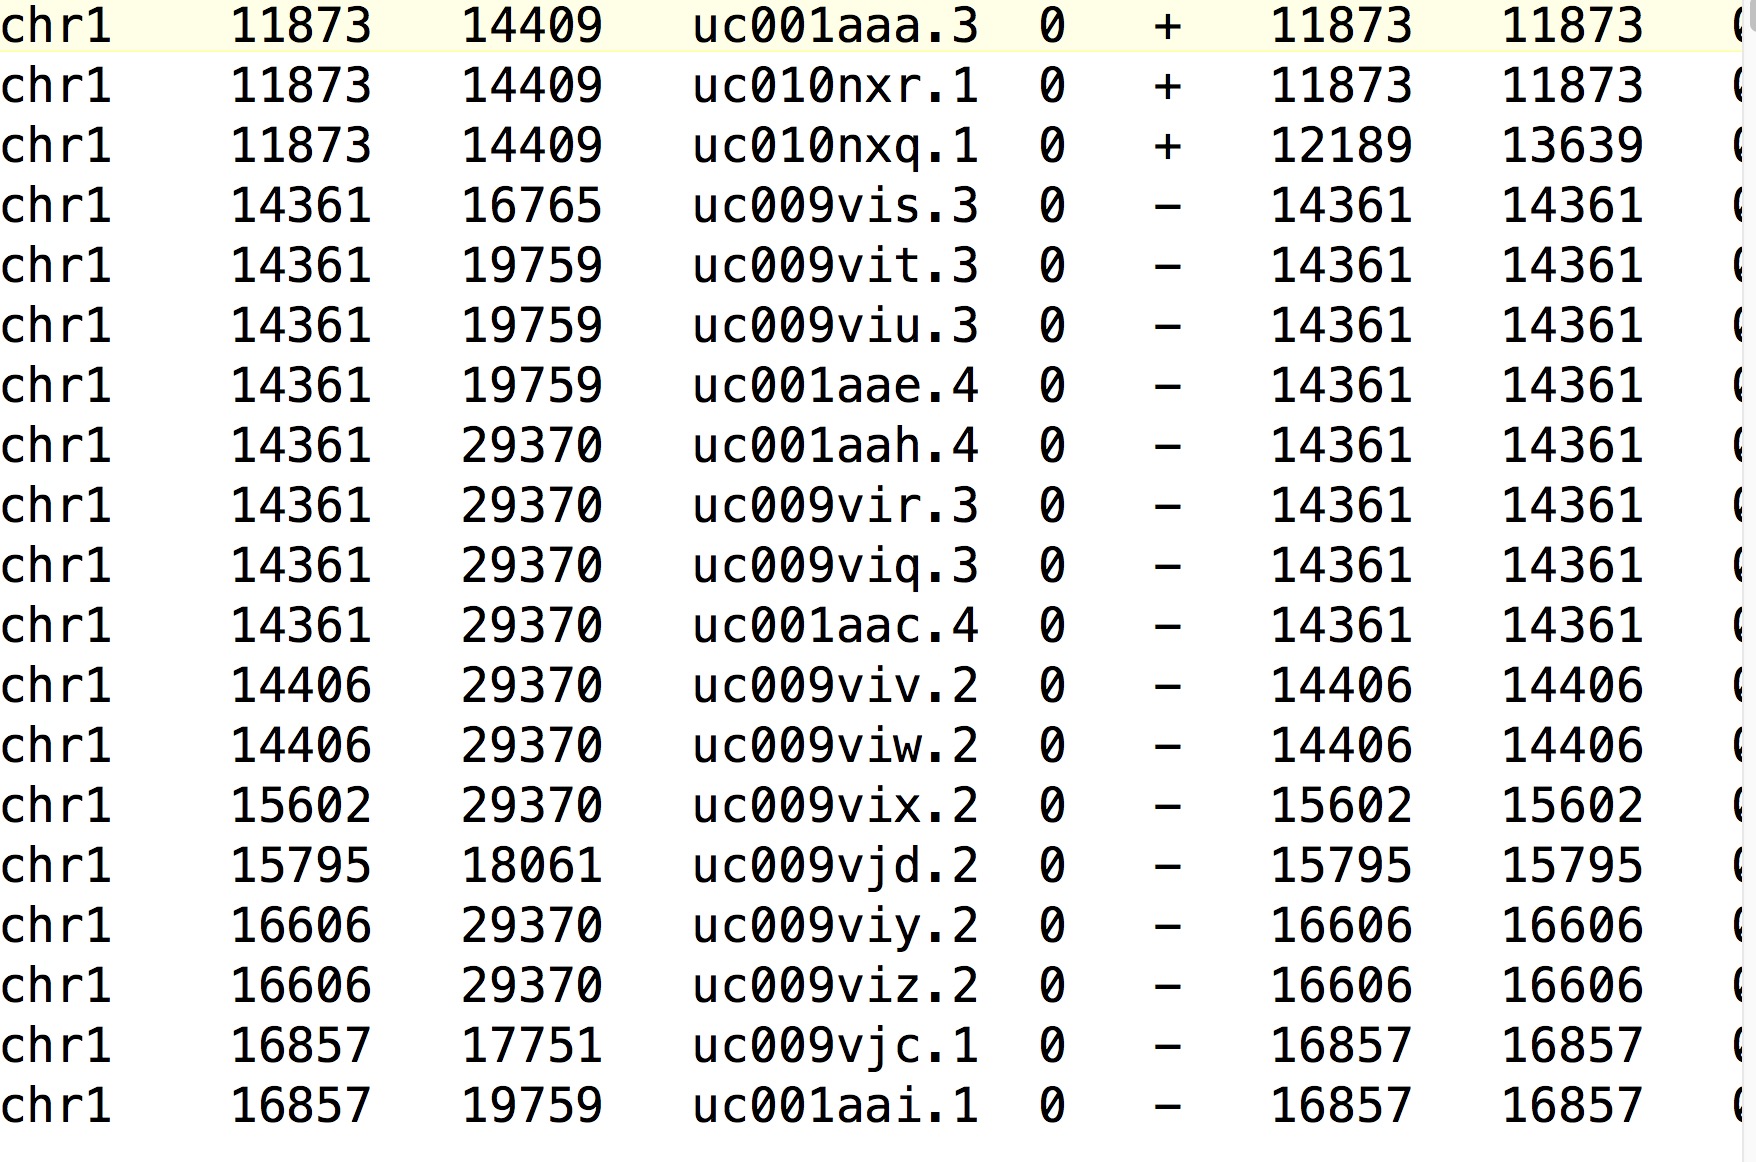 chr1 11873 14409 uc001aaa.3 0 + 11873 11873
chr1 11873 14409 uc010nxr.1 0 + 11873 11873
chr1 11873 14409 uc010nxq.1 0 + 12189 13639
chr1 14361 16765 uc009vis.3 0 - 14361 14361
chr1 14361 19759 uc009vit.3 0 - 14361 14361
chr1 14361 19759 uc009viu.3 0 - 14361 14361
chr1 14361 19759 uc001aae.4 0 - 14361 14361
chr1 14361 29370 uc001aah.4 0 - 14361 14361
chr1 14361 29370 uc009vir.3 0 - 14361 14361
chr1 14361 29370 uc009viq.3 0 - 14361 14361
chr1 14361 29370 uc001aac.4 0 - 14361 14361
chr1 14406 29370 uc009viv.2 0 - 14406 14406
chr1 14406 29370 uc009viw.2 0 - 14406 14406
chr1 15602 29370 uc009vix.2 0 - 15602 15602
chr1 15795 18061 uc009vjd.2 0 - 15795 15795
chr1 16606 29370 uc009viy.2 0 - 16606 16606
chr1 16606 29370 uc009viz.2 0 - 16606 16606
chr1 16857 17751 uc009vjc.1 0 - 16857 16857
chr1 16857 19759 uc001aai.1 0 - 16857 16857